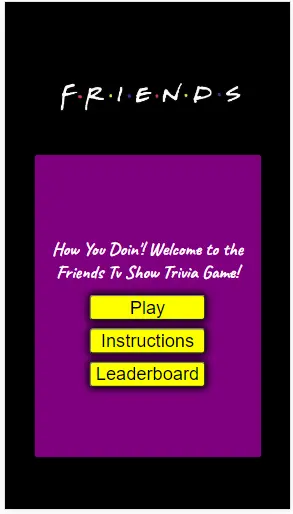 F·R·I·E·N·D·S
How You Doin'! Welcome to the
Friends Tv Show Trivia Game!
Play
Instructions
Leaderboard